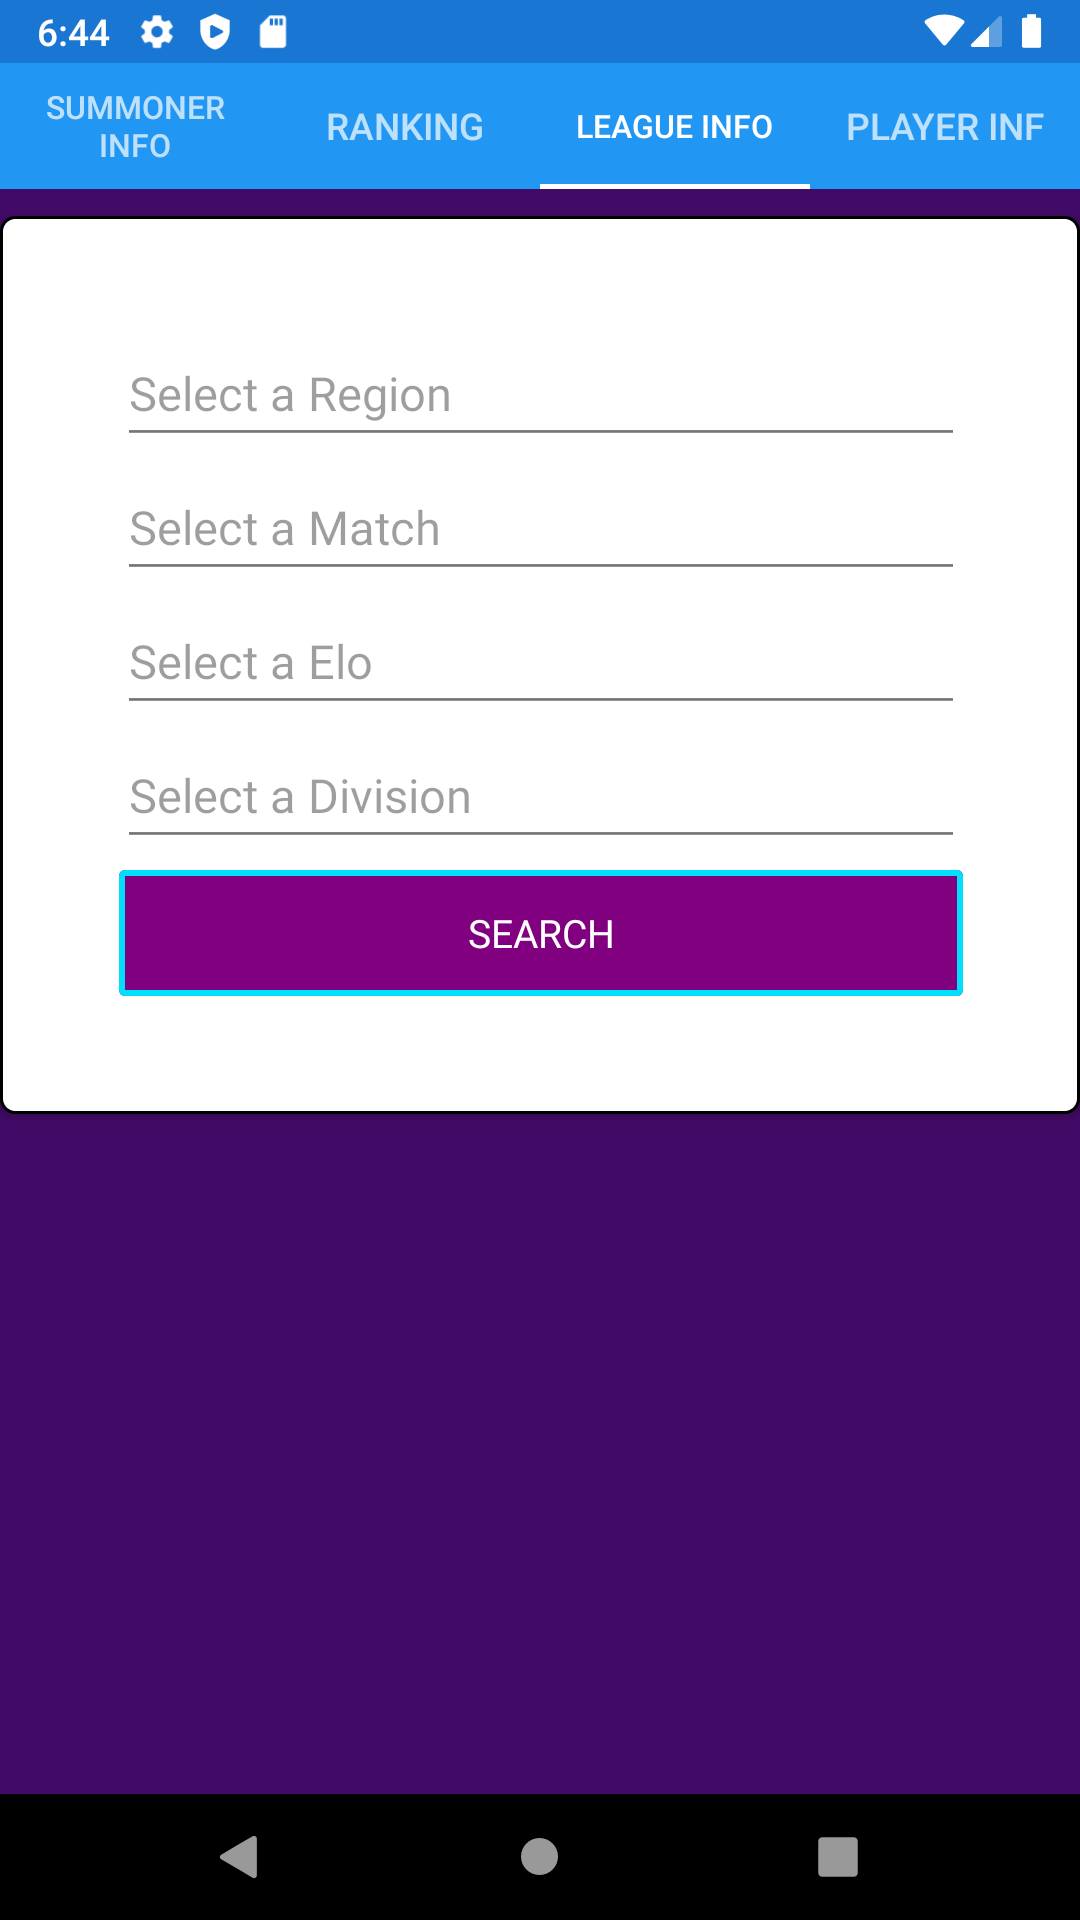 6:44
SUMMONER
INFO
RANKING
LEAGUE INFO
PLAYER INF
Select a Region
Select a Match
Select a Elo
Select a Division
SEARCH